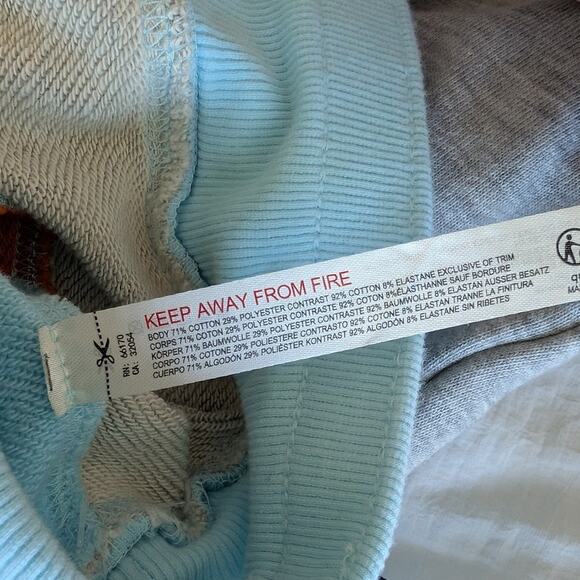 KEEP AWAY FROM FIRE
BODY 71% COTTON 29% POLYESTER CONTRAST 92% COTTON 8% ELASTANE EXCLUSIVE OF TRIM
CORPS 71% COTON 29% POLYESTER CONTRASTE 92% COTON 8% ÉLASTHANNE SAUF BORDURE
KÖRPER 71% BAUMWOLLE 29% POLYESTER KONTRAST 92% BAUMWOLLE 8% ELASTAN AUSSER BESATZ
CORPO 71% COTONE 29% POLIESTERE CONTRASTO 92% COTONE 8% ELASTAN TRANNE LA FINITURA
CUERPO 71% ALGODÓN 29% POLIÉSTER KONTRAST 92% ALGODÓN 8% ELASTÁN SIN RIBETES
RN: 66170
CA: 32054